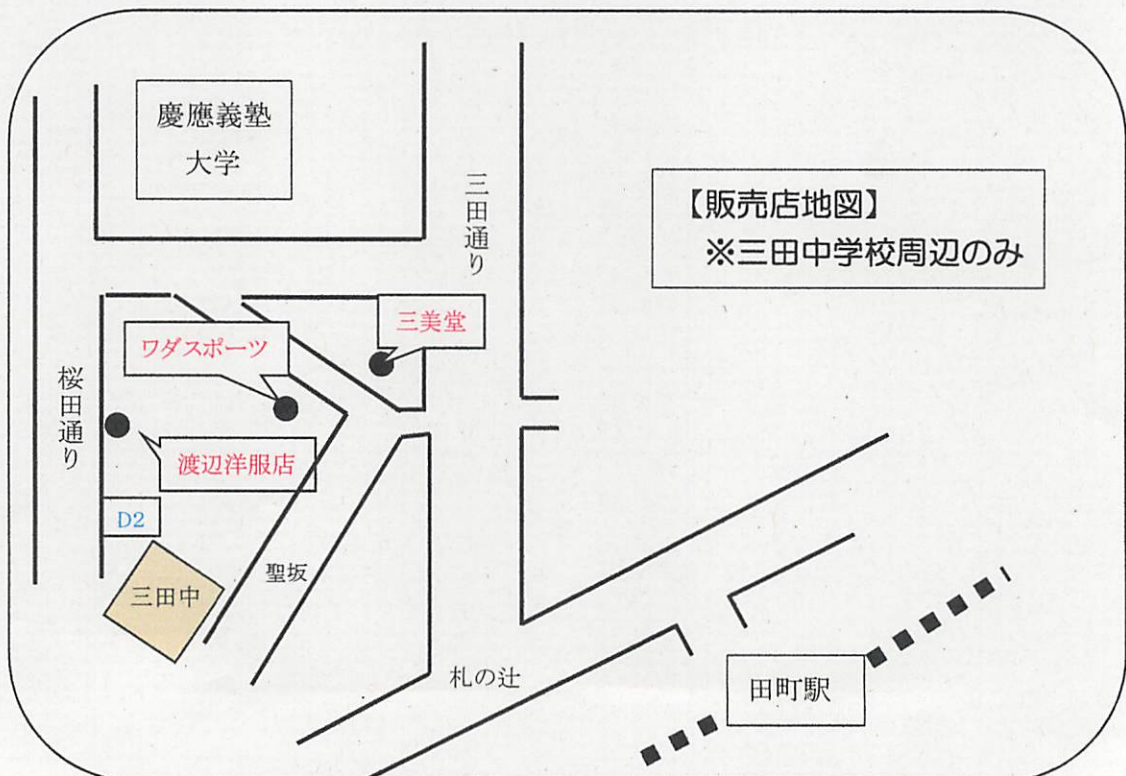 慶應義塾
大学
三田通り
【販売店地図】
※三田中学校周辺のみ
三美堂
ワダスポーツ
桜田通り
渡辺洋服店
D2
三田中
聖坂
札の辻
田町駅